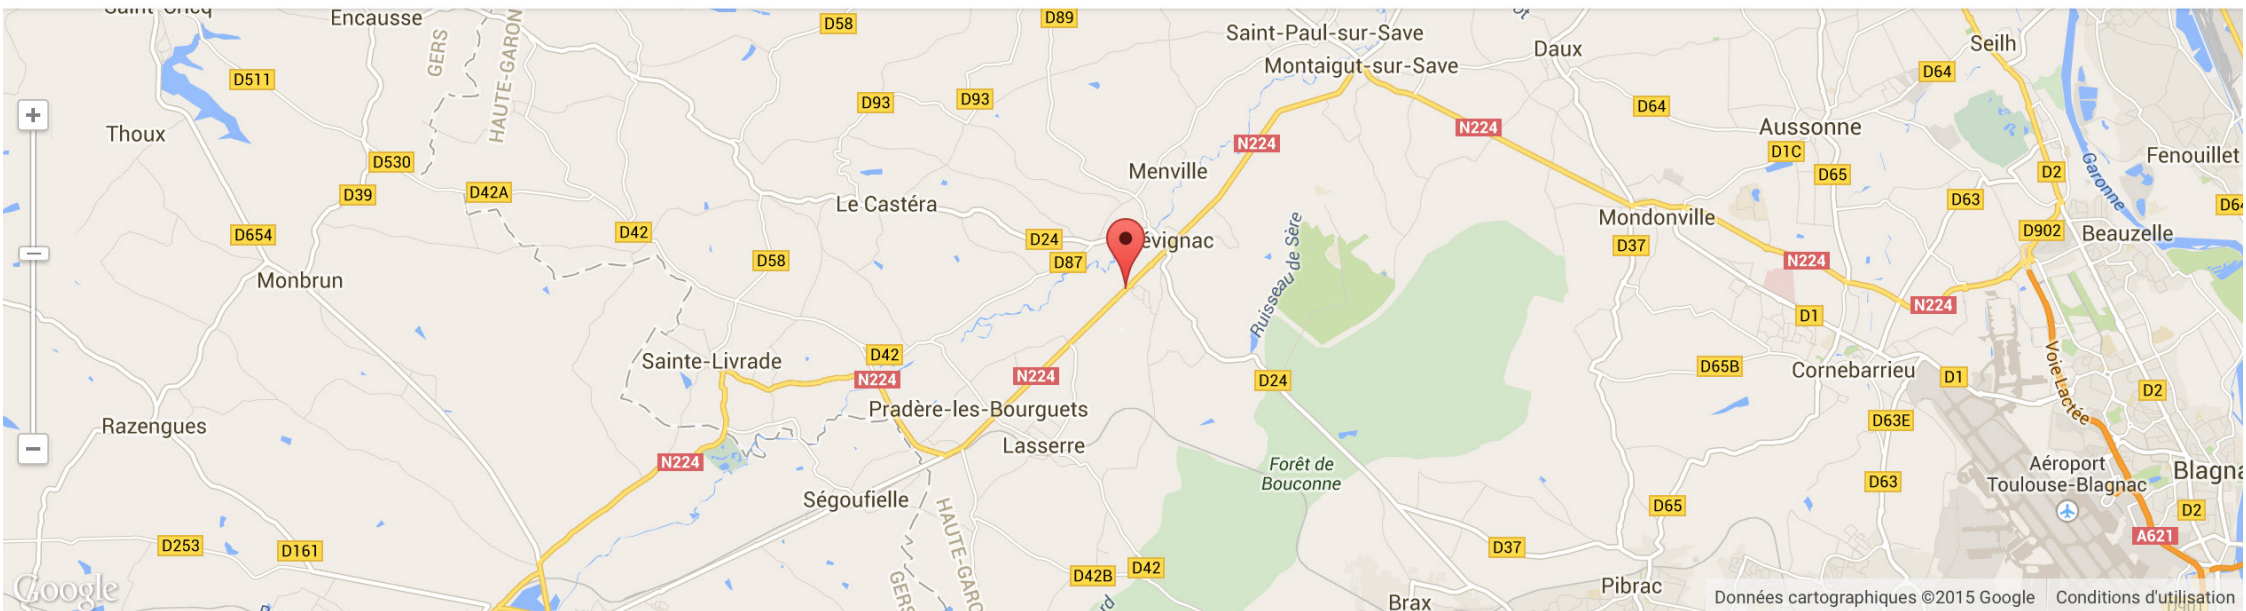 Encausse
D58
D89
Saint-Paul-sur-Save
Daux
Seilh
GERS
HAUTE-GARON
Montaigut-sur-Save
D64
D511
D93
D93
D64
Thoux
N224
N224
Aussonne
D1C
Garonne
Fenouillet
D530
D42A
D39
Menville
D65
D2
D63
Le Castéra
Mondonville
D654
D42
D24
évignac
D37
D902
Beauzelle
D58
D87
Ruisseau de Sère
N224
Monbrun
N224
D1
Sainte-Livrade
D42
N224
N224
D24
D65B
Cornebarrieu
D1
Voie Lactée
D2
Pradère-les-Bourguets
Razengues
Lasserre
D63E
N224
Forêt de
Bouconne
Aéroport
Toulouse-Blagnac
Blagna
Ségoufielle
D63
D65
D2
HAUTE-GARO
GERS
D253
D161
D37
A621
D42B
D42
Google
Pibrac
Brax
Données cartographiques ©2015 Google
Conditions d'utilisation